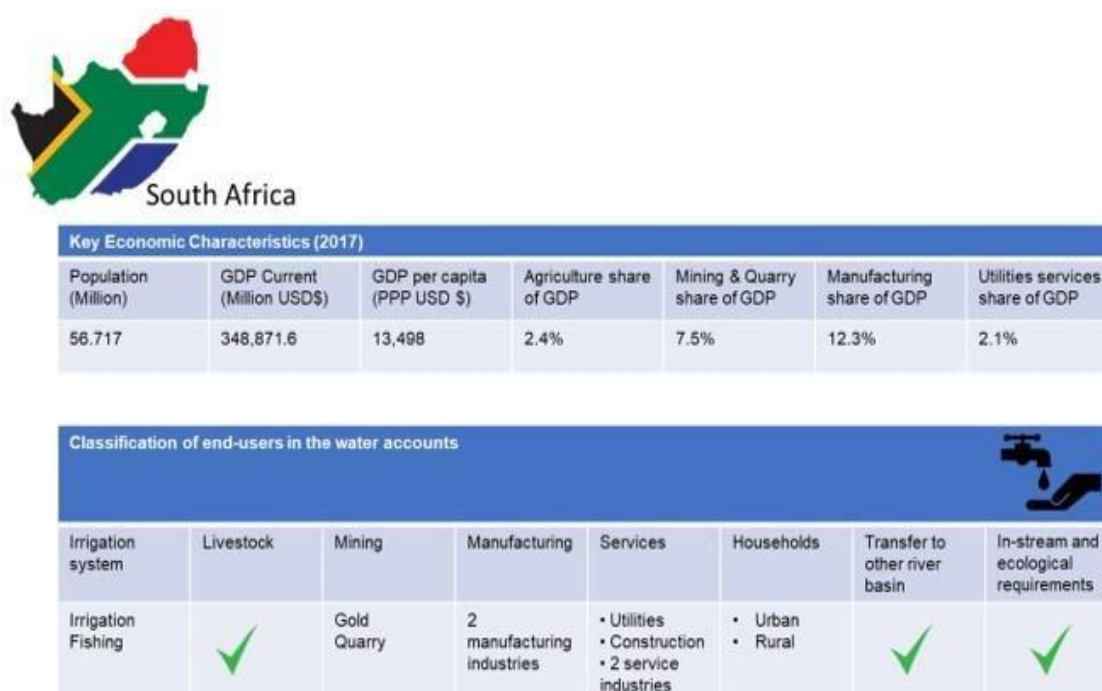 South Africa
Key Economic Characteristics (2017)
Population
(Million)
GDP Current
(Million USD$)
GDP per capita
(PPP USD $)
Agriculture share
of GDP
Mining & Quarry
share of GDP
Manufacturing
share of GDP
Utilities services
share of GDP
56.717
348,871.6
13,498
2.4%
7.5%
12.3%
2.1%
Classification of end-users in the water accounts
Irrigation
system
Livestock
Mining
Manufacturing
Services
Households
Transfer to
other river
basin
In-stream and
ecological
requirements
Irrigation
Fishing
Gold
Quarry
2
manufacturing
industries
• Utilities
• Construction
• 2 service
industries
• Urban
• Rural